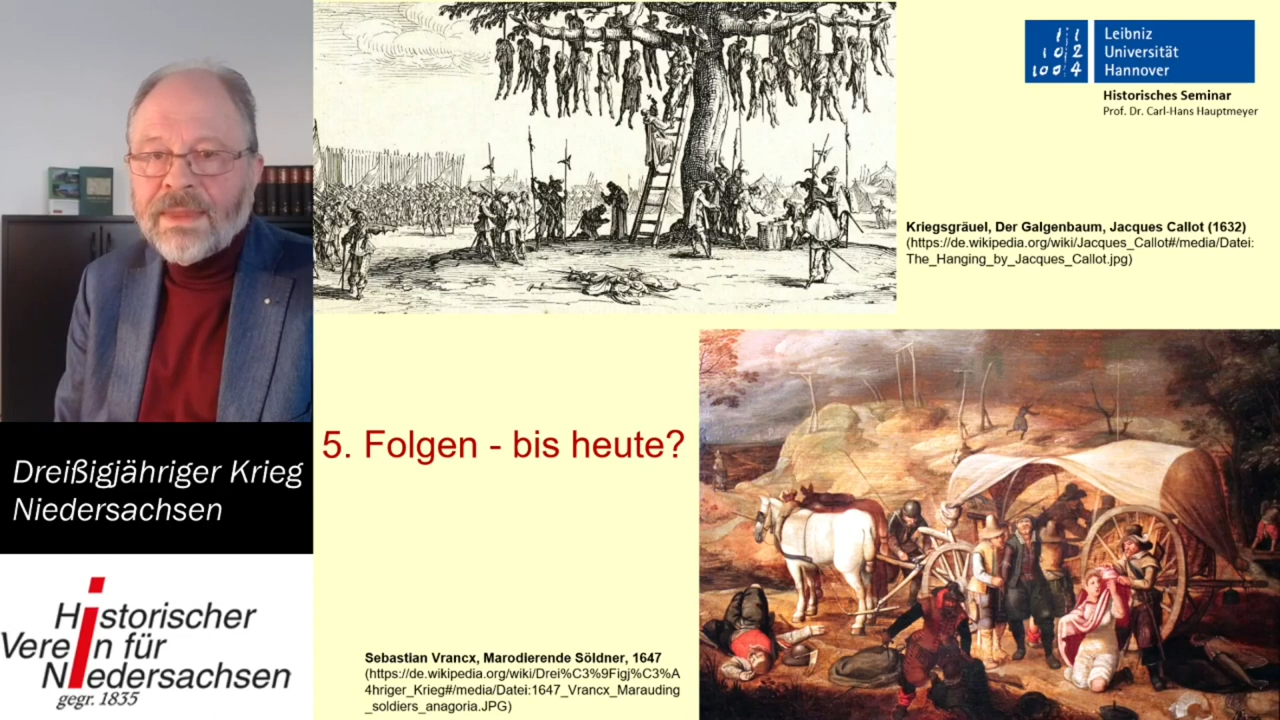 Leibniz
Universität
Hannover
Historisches Seminar
Prof. Dr. Carl-Hans Hauptmeyer
Kriegsgräuel, Der Galgenbaum, Jacques Callot (1632)
(https://de.wikipedia.org/wiki/Jacques_Callot#/media/Datei:
The_Hanging_by_Jacques_Callot.jpg)
5. Folgen - bis heute?
Dreißigjähriger Krieg
Niedersachsen
Historischer
Verein für
Niedersachsen
gegr. 1835
Sebastian Vrancx, Marodierende Söldner, 1647
(https://de.wikipedia.org/wiki/Drei%C3%9Figj%C3%A
4hriger_Krieg#/media/Datei:1647_Vrancx_Marauding
_soldiers_anagoria.JPG)